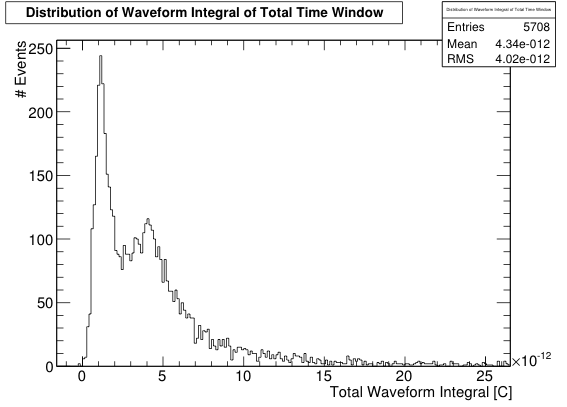 Distribution of Waveform Integral of Total Time Window
Distribution of Waveform Integral of Total Time Window
Entries 5708
Mean 4.34e-012
RMS 4.02e-012
# Events
250
200
150
100
50
0
0 5 10 15 20 25
×10-12
Total Waveform Integral [C]